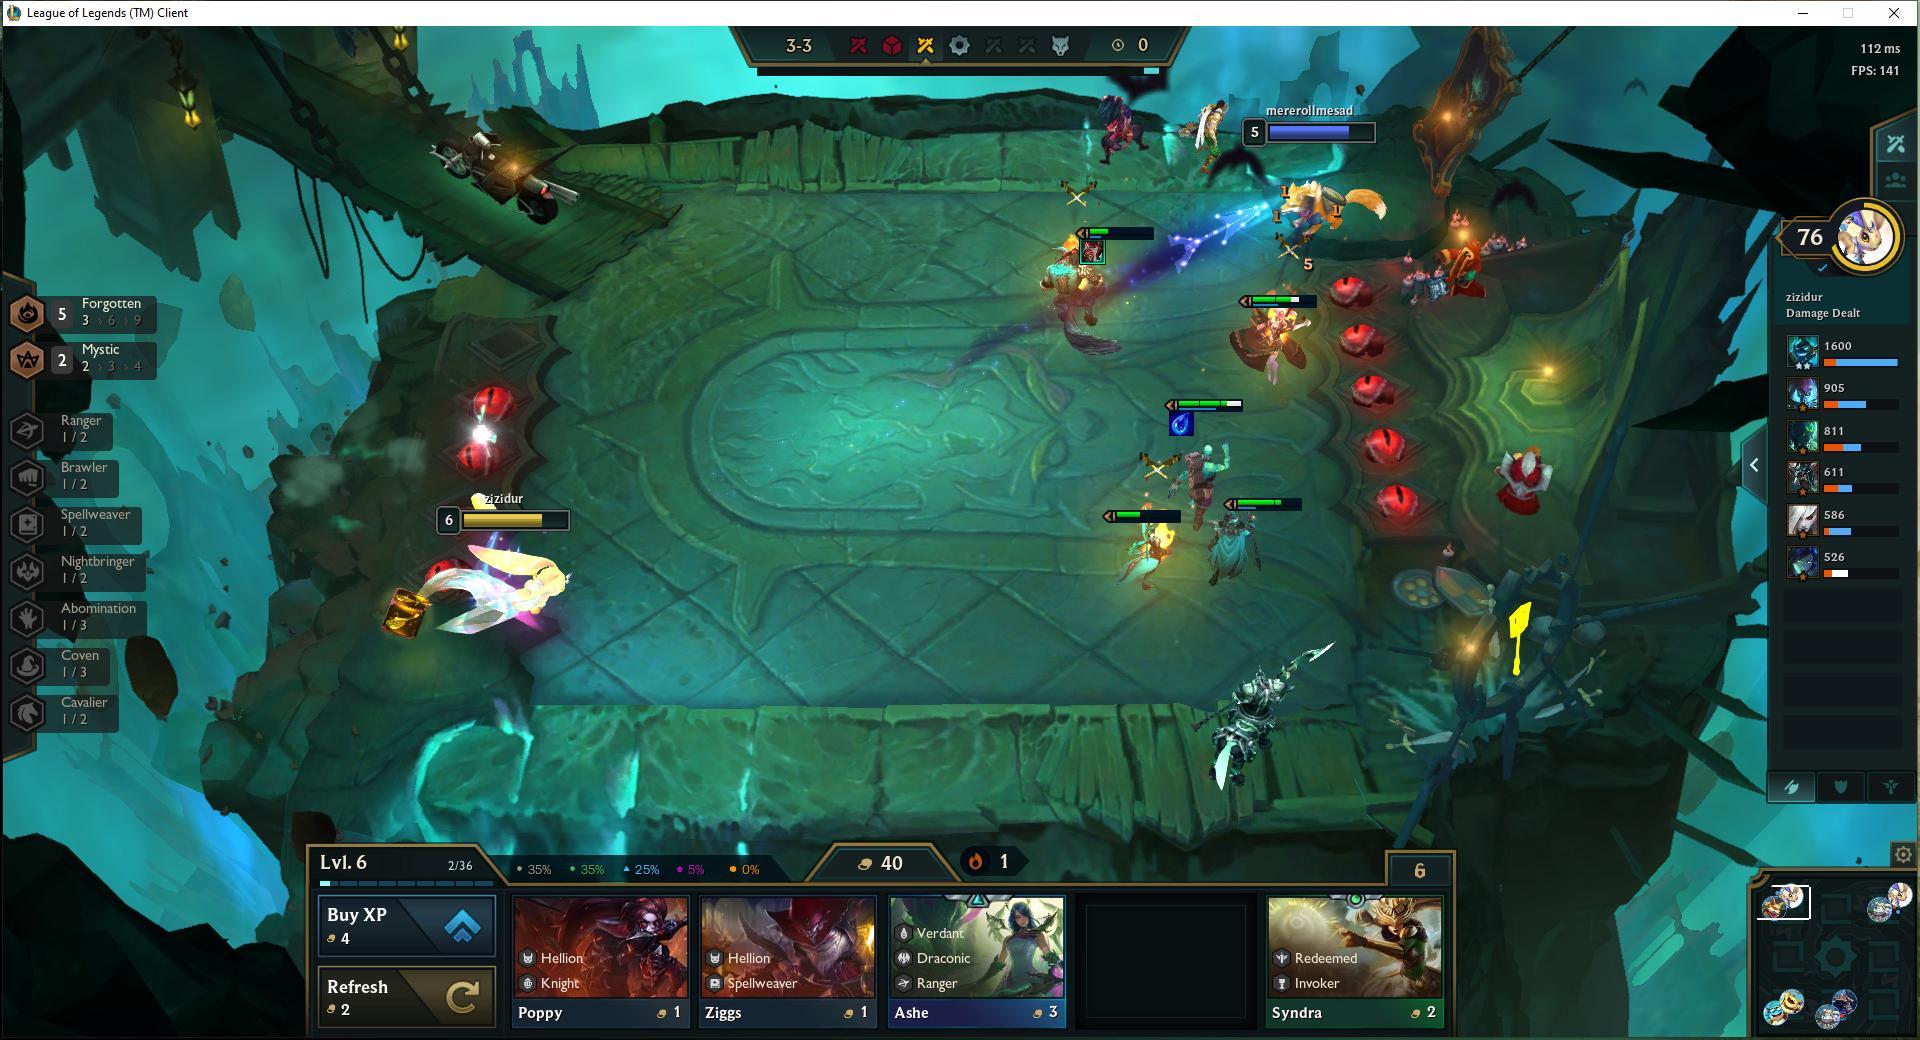 League of Legends (TM) Client
3-3
0
112 ms
FPS: 141
mererollmesad
5
1
1
1
5
76
zizidur
Damage Dealt
1600
905
811
611
586
526
5 Forgotten
3 › 6 › 9
2 Mystic
2 › 3 › 4
Ranger
1 / 2
Brawler
1 / 2
Spellweaver
1 / 2
Nightbringer
1 / 2
Abomination
1 / 3
Coven
1 / 3
Cavalier
1 / 2
zizidur
6
Lvl. 6
2/36
35% 35% 25% 5% 0%
40
1
6
Buy XP
4
Refresh
2
Hellion
Knight
Poppy 1
Hellion
Spellweaver
Ziggs 1
Verdant
Draconic
Ranger
Ashe 3
Redeemed
Invoker
Syndra 2